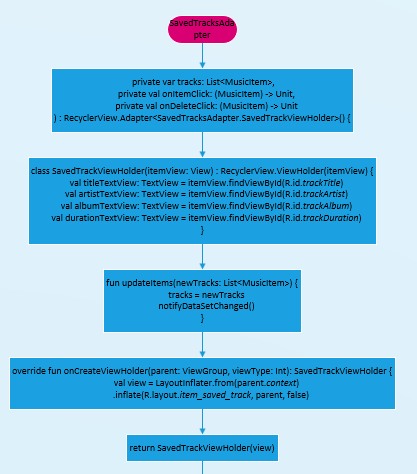 SavedTracksAda
pter
private var tracks: List<MusicItem>,
private val onItemClick: (MusicItem) -> Unit,
private val onDeleteClick: (MusicItem) -> Unit
) : RecyclerView.Adapter<SavedTracksAdapter.SavedTrackViewHolder>() {
class SavedTrackViewHolder(itemView: View) : RecyclerView.ViewHolder(itemView) {
val titleTextView: TextView = itemView.findViewById(R.id.trackTitle)
val artistTextView: TextView = itemView.findViewById(R.id.trackArtist)
val albumTextView: TextView = itemView.findViewById(R.id.trackAlbum)
val durationTextView: TextView = itemView.findViewById(R.id.trackDuration)
}
fun updateItems(newTracks: List<MusicItem>) {
tracks = newTracks
notifyDataSetChanged()
}
override fun onCreateViewHolder(parent: ViewGroup, viewType: Int): SavedTrackViewHolder {
val view = LayoutInflater.from(parent.context)
.inflate(R.layout.item_saved_track, parent, false)
return SavedTrackViewHolder(view)